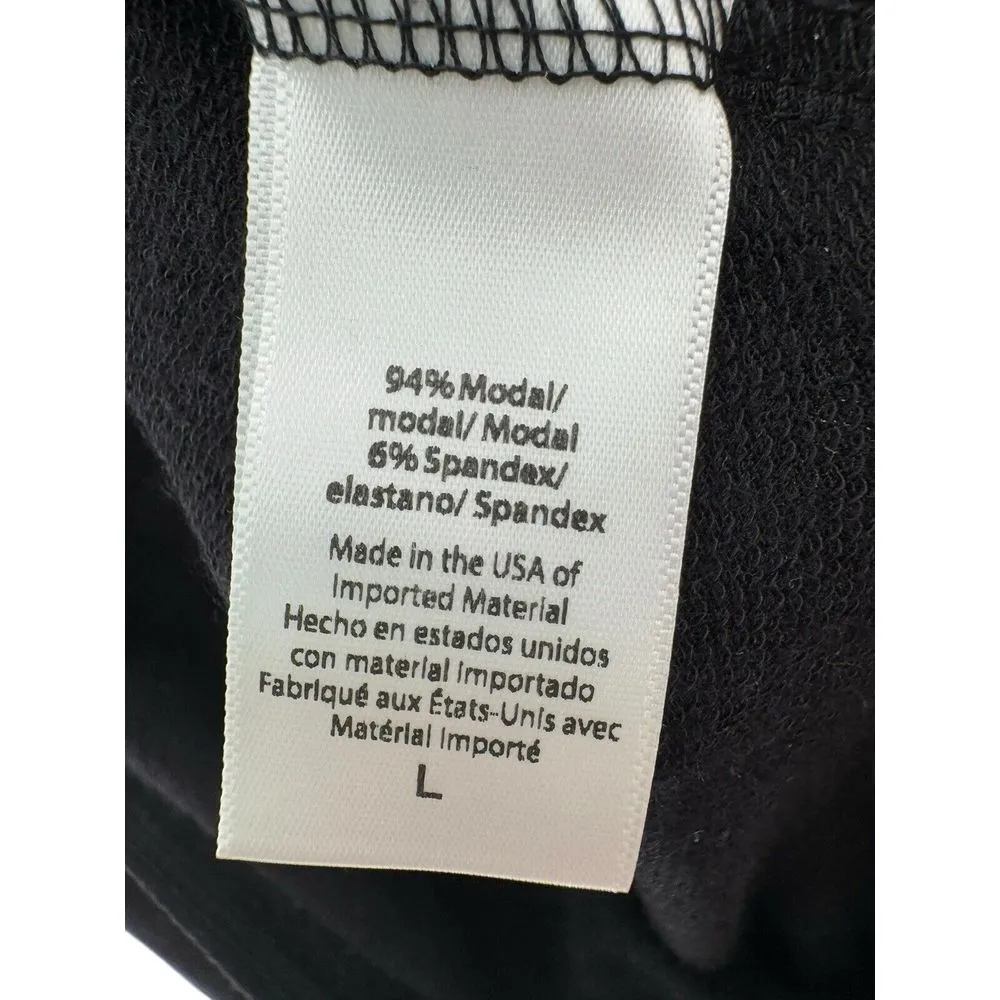 94% Modal/
modal/ Modal
6% Spandex/
elastano/ Spandex
Made in the USA of
Imported Material
Hecho en estados unidos
con material importado
Fabriqué aux États-Unis avec
Matérial Importé
L